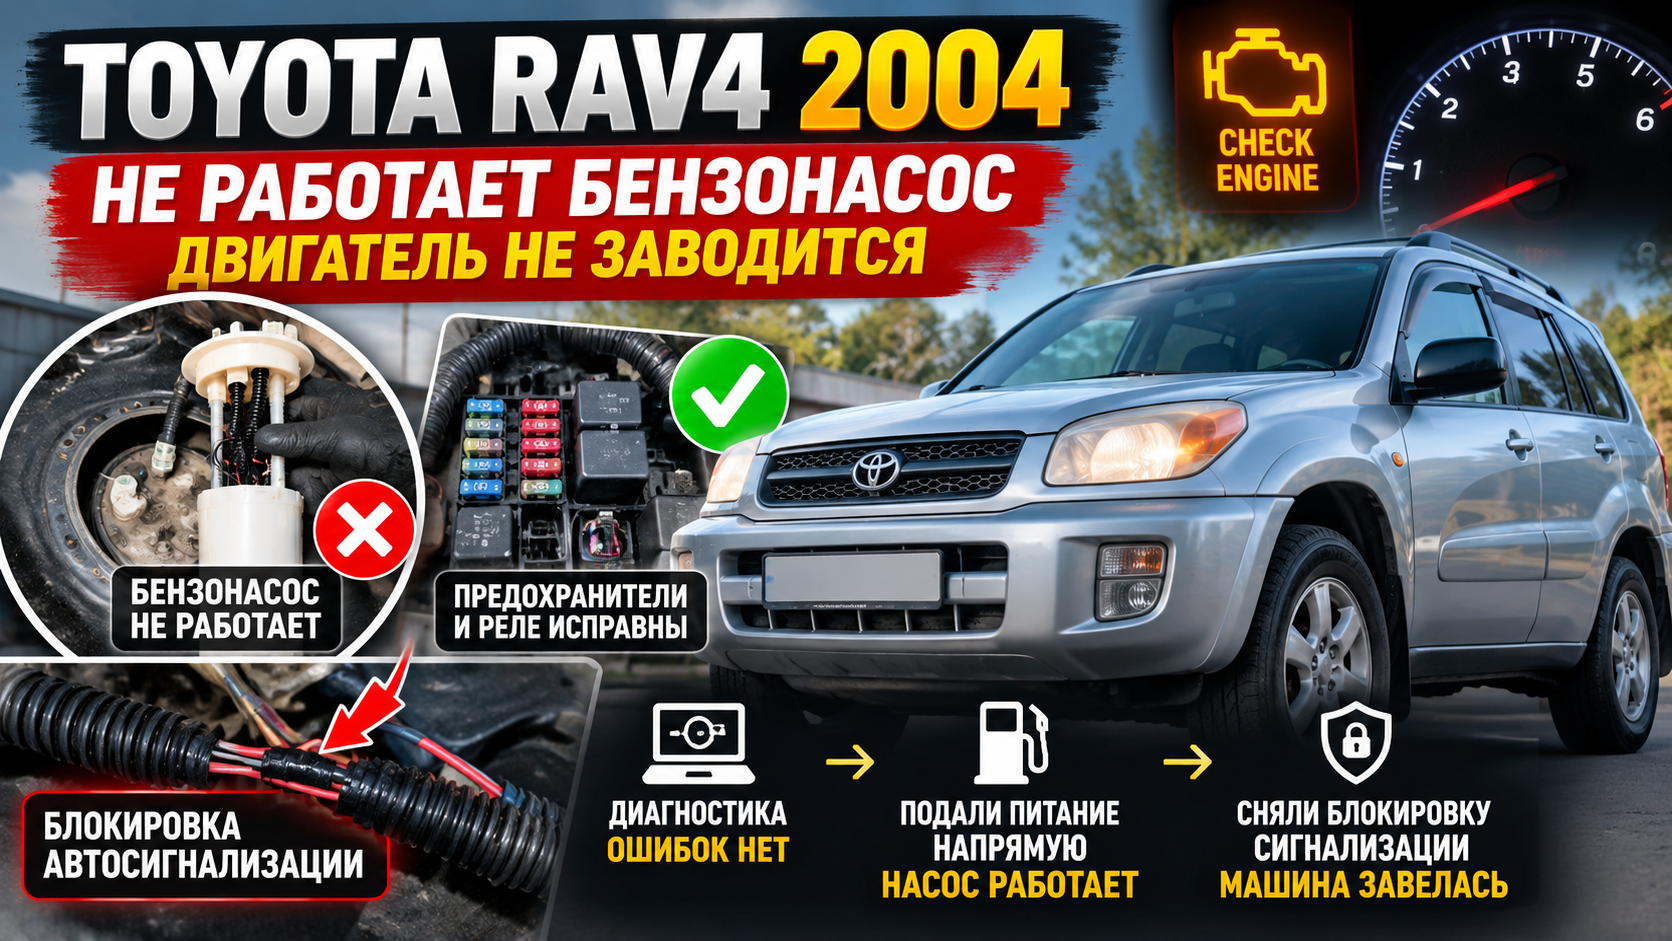 TOYOTA RAV4 2004
НЕ РАБОТАЕТ БЕНЗОНАСОС
ДВИГАТЕЛЬ НЕ ЗАВОДИТСЯ
CHECK
ENGINE
1
2
3
5
6
БЕНЗОНАСОС
НЕ РАБОТАЕТ
ПРЕДОХРАНИТЕЛИ
И РЕЛЕ ИСПРАВНЫ
БЛОКИРОВКА
АВТОСИГНАЛИЗАЦИИ
ДИАГНОСТИКА
ОШИБОК НЕТ
ПОДАЛИ ПИТАНИЕ
НАПРЯМУЮ
НАСОС РАБОТАЕТ
СНЯЛИ БЛОКИРОВКУ
СИГНАЛИЗАЦИИ
МАШИНА ЗАВЕЛАСЬ